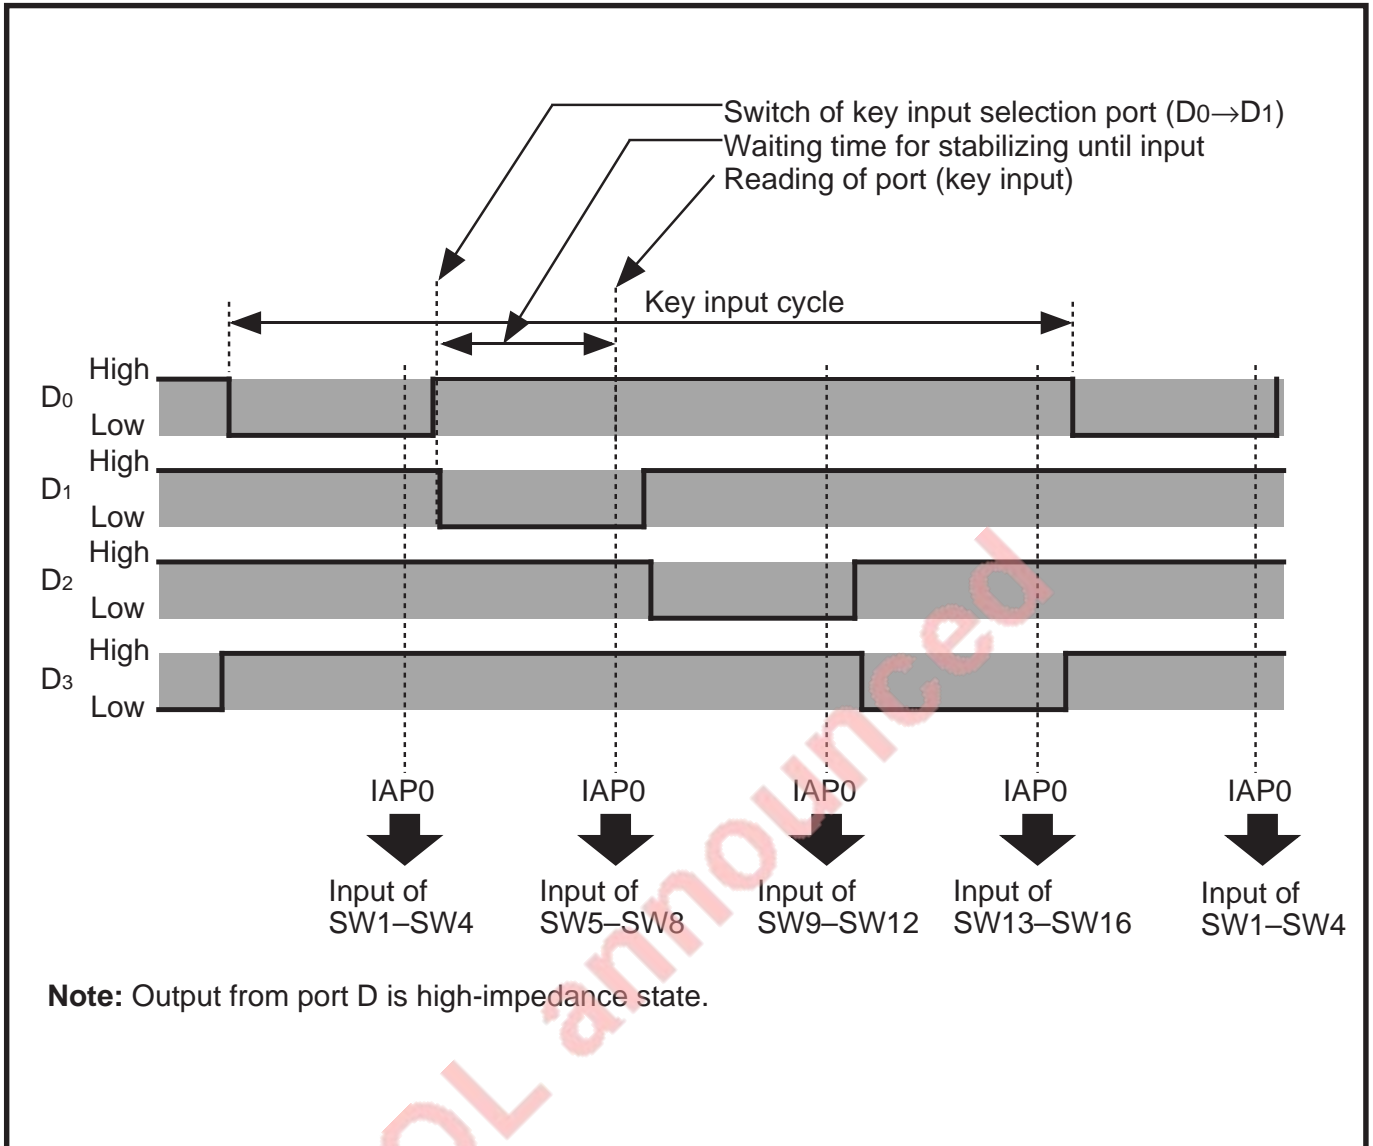 Switch of key input selection port (D0→D1)
Waiting time for stabilizing until input
Reading of port (key input)
Key input cycle
High
D0
Low
High
D1
Low
High
D2
Low
High
D3
Low
IAP0 IAP0 IAP0 IAP0 IAP0
Input of Input of Input of Input of Input of
SW1–SW4 SW5–SW8 SW9–SW12 SW13–SW16 SW1–SW4
Note: Output from port D is high-impedance state.
OL announced